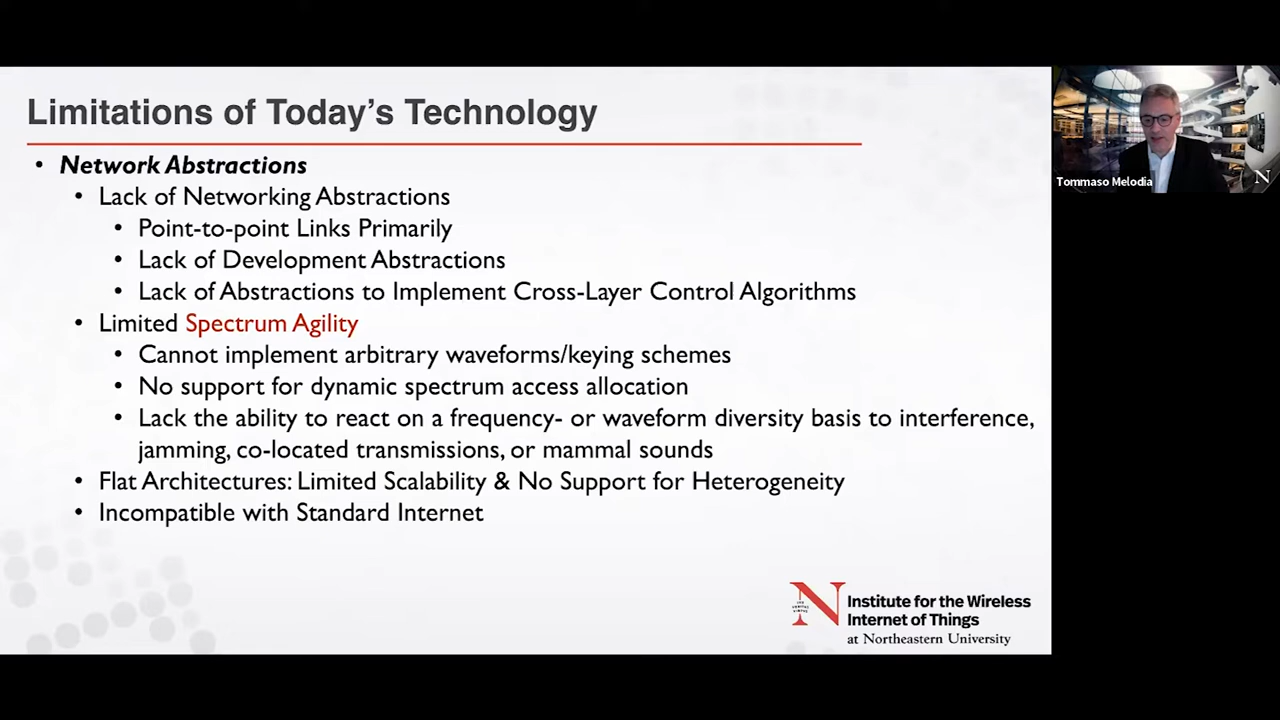 Limitations of Today's Technology
• Network Abstractions
• Lack of Networking Abstractions
• Point-to-point Links Primarily
• Lack of Development Abstractions
• Lack of Abstractions to Implement Cross-Layer Control Algorithms
• Limited Spectrum Agility
• Cannot implement arbitrary waveforms/keying schemes
• No support for dynamic spectrum access allocation
• Lack the ability to react on a frequency- or waveform diversity basis to interference,
jamming, co-located transmissions, or mammal sounds
• Flat Architectures: Limited Scalability & No Support for Heterogeneity
• Incompatible with Standard Internet
N
Institute for the Wireless
Internet of Things
at Northeastern University
Tommaso Melodia
N